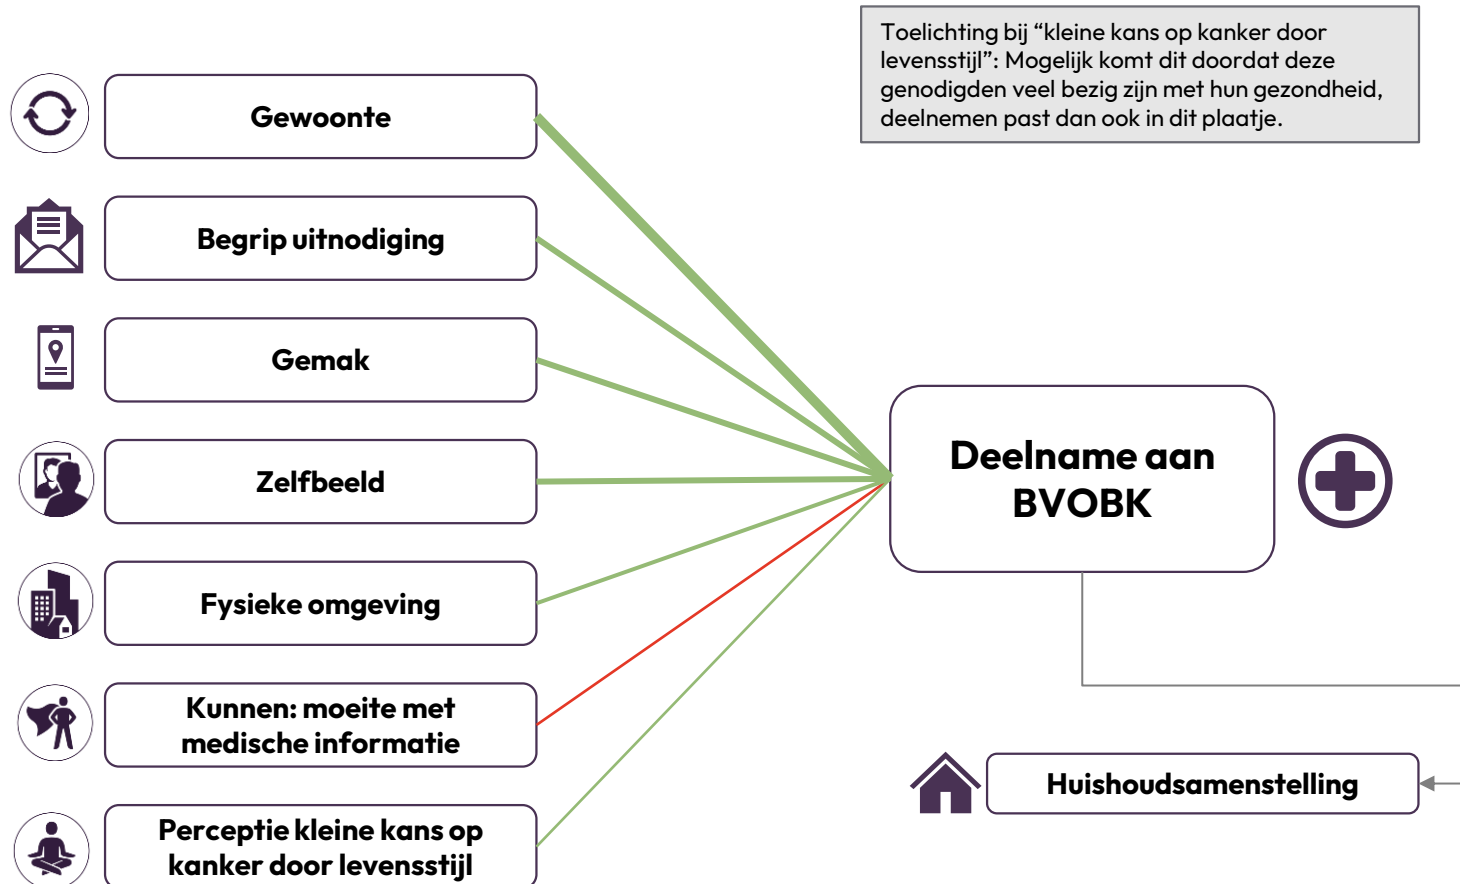 Toelichting bij “kleine kans op kanker door
levensstijl”: Mogelijk komt dit doordat deze
genodigden veel bezig zijn met hun gezondheid,
deelnemen past dan ook in dit plaatje.
Gewoonte
Begrip uitnodiging
Gemak
Zelfbeeld
Fysieke omgeving
Kunnen: moeite met
medische informatie
Perceptie kleine kans op
kanker door levensstijl
Deelname aan
BVOBK
Huishoudsamenstelling